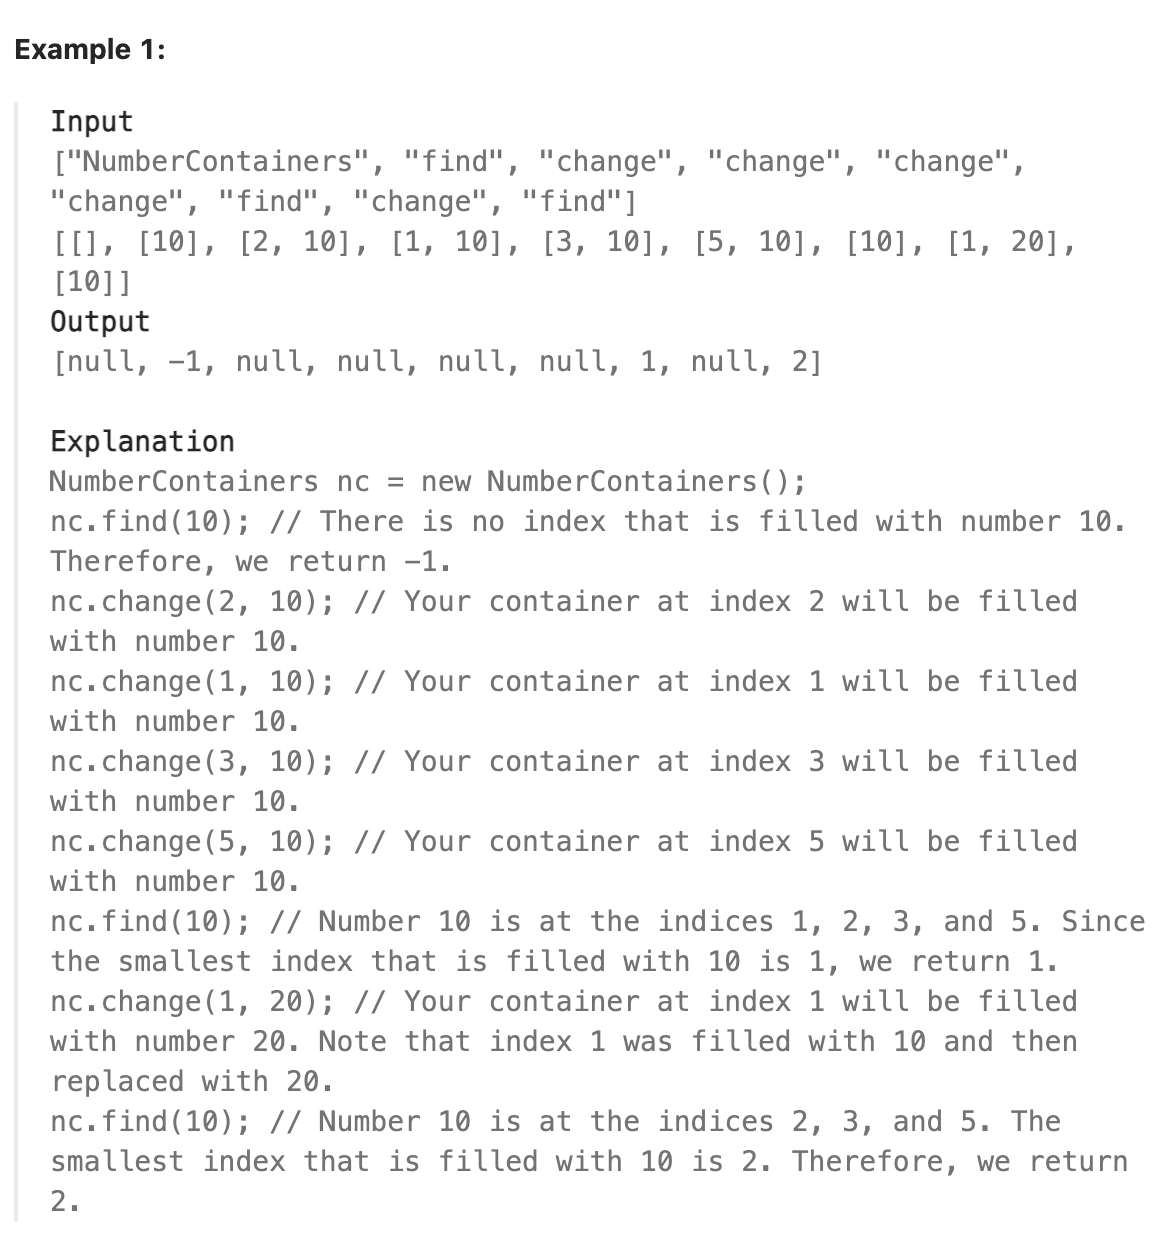 Example 1:
Input
["NumberContainers", "find", "change", "change", "change",
"change", "find", "change", "find"]
[[], [10], [2, 10], [1, 10], [3, 10], [5, 10], [10], [1, 20],
[10]]
Output
[null, -1, null, null, null, null, 1, null, 2]
Explanation
NumberContainers nc = new NumberContainers();
nc.find(10); // There is no index that is filled with number 10.
Therefore, we return -1.
nc.change(2, 10); // Your container at index 2 will be filled
with number 10.
nc.change(1, 10); // Your container at index 1 will be filled
with number 10.
nc.change(3, 10); // Your container at index 3 will be filled
with number 10.
nc.change(5, 10); // Your container at index 5 will be filled
with number 10.
nc.find(10); // Number 10 is at the indices 1, 2, 3, and 5. Since
the smallest index that is filled with 10 is 1, we return 1.
nc.change(1, 20); // Your container at index 1 will be filled
with number 20. Note that index 1 was filled with 10 and then
replaced with 20.
nc.find(10); // Number 10 is at the indices 2, 3, and 5. The
smallest index that is filled with 10 is 2. Therefore, we return
2.